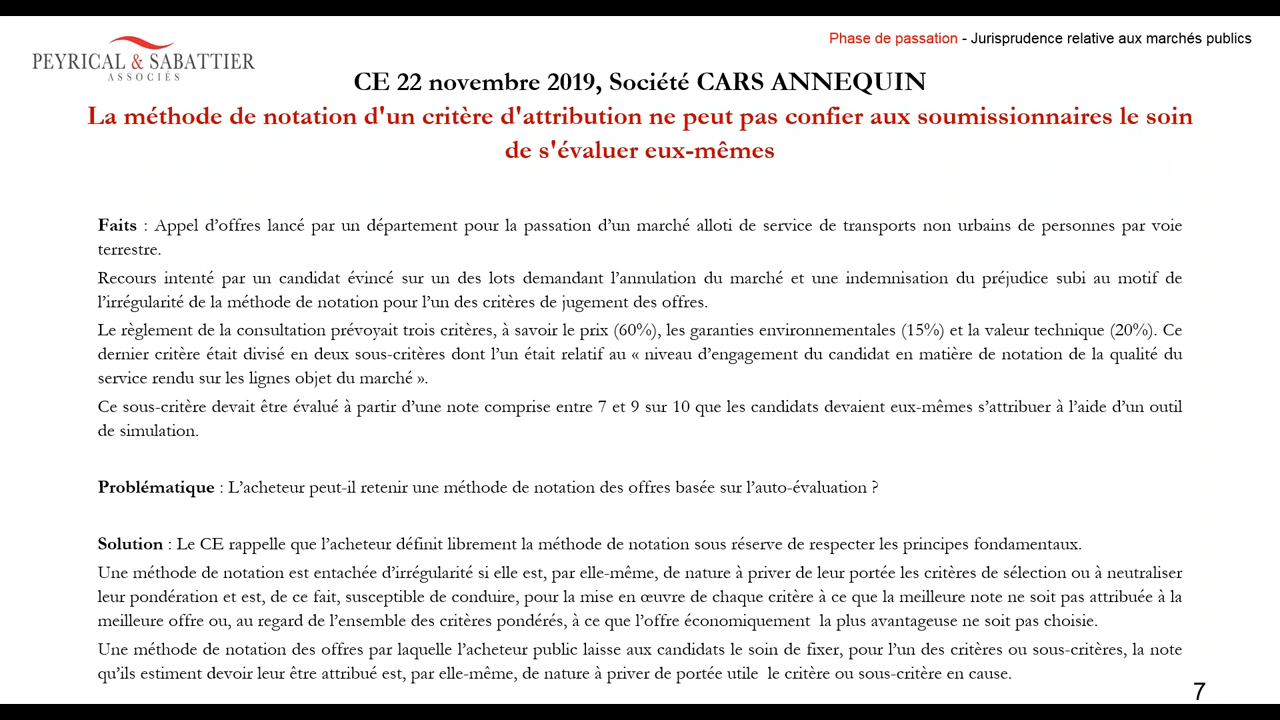 PEYRICAL & SABATTIER
ASSOCIÉS
Phase de passation - Jurisprudence relative aux marchés publics
CE 22 novembre 2019, Société CARS ANNEQUIN
La méthode de notation d'un critère d'attribution ne peut pas confier aux soumissionnaires le soin
de s'évaluer eux-mêmes
Faits : Appel d’offres lancé par un département pour la passation d’un marché alloti de service de transports non urbains de personnes par voie
terrestre.
Recours intenté par un candidat évincé sur un des lots demandant l’annulation du marché et une indemnisation du préjudice subi au motif de
l’irrégularité de la méthode de notation pour l’un des critères de jugement des offres.
Le règlement de la consultation prévoyait trois critères, à savoir le prix (60%), les garanties environnementales (15%) et la valeur technique (20%). Ce
dernier critère était divisé en deux sous-critères dont l’un était relatif au « niveau d’engagement du candidat en matière de notation de la qualité du
service rendu sur les lignes objet du marché ».
Ce sous-critère devait être évalué à partir d’une note comprise entre 7 et 9 sur 10 que les candidats devaient eux-mêmes s’attribuer à l’aide d’un outil
de simulation.
Problématique : L’acheteur peut-il retenir une méthode de notation des offres basée sur l’auto-évaluation ?
Solution : Le CE rappelle que l’acheteur définit librement la méthode de notation sous réserve de respecter les principes fondamentaux.
Une méthode de notation est entachée d’irrégularité si elle est, par elle-même, de nature à priver de leur portée les critères de sélection ou à neutraliser
leur pondération et est, de ce fait, susceptible de conduire, pour la mise en œuvre de chaque critère à ce que la meilleure note ne soit pas attribuée à la
meilleure offre ou, au regard de l’ensemble des critères pondérés, à ce que l’offre économiquement la plus avantageuse ne soit pas choisie.
Une méthode de notation des offres par laquelle l’acheteur public laisse aux candidats le soin de fixer, pour l’un des critères ou sous-critères, la note
qu’ils estiment devoir leur être attribué est, par elle-même, de nature à priver de portée utile le critère ou sous-critère en cause.
7